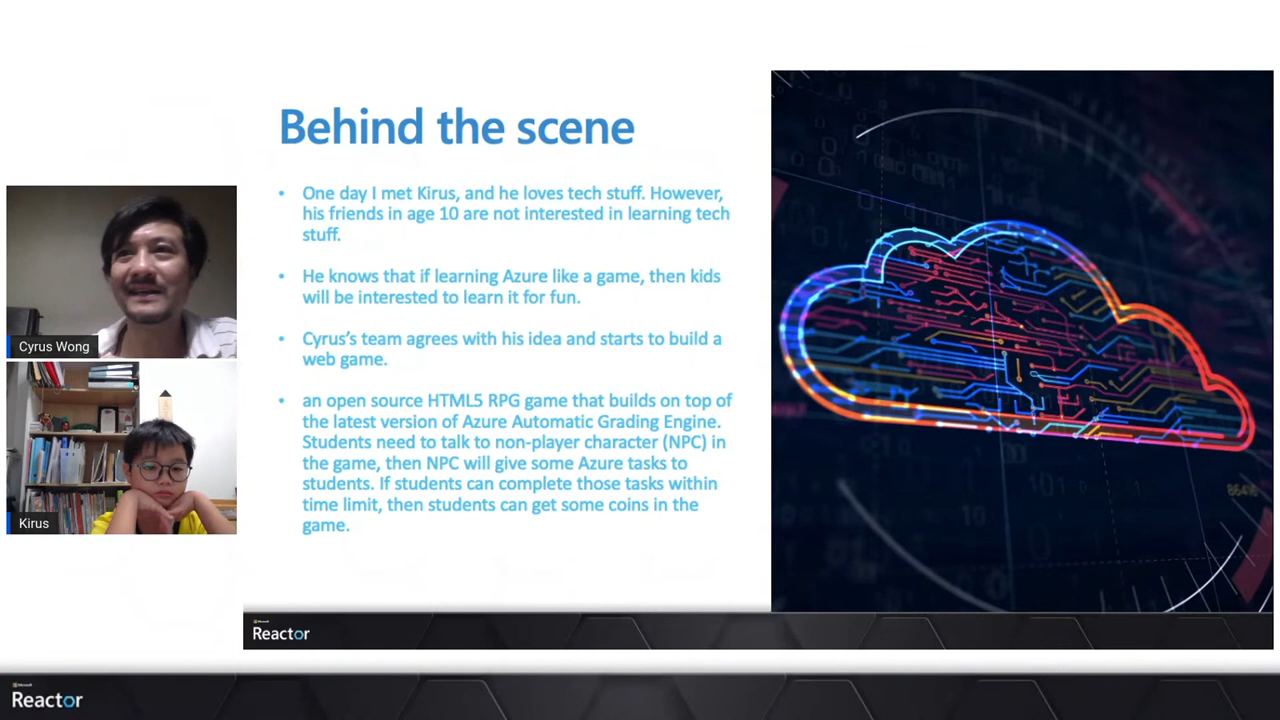 Behind the scene
• One day I met Kirus, and he loves tech stuff. However,
his friends in age 10 are not interested in learning tech
stuff.
• He knows that if learning Azure like a game, then kids
will be interested to learn it for fun.
• Cyrus's team agrees with his idea and starts to build a
web game.
• an open source HTML5 RPG game that builds on top of
the latest version of Azure Automatic Grading Engine.
Students need to talk to non-player character (NPC) in
the game, then NPC will give some Azure tasks to
students. If students can complete those tasks within
time limit, then students can get some coins in the
game.
Cyrus Wong
Kirus
Microsoft
Reactor
Microsoft
Reactor